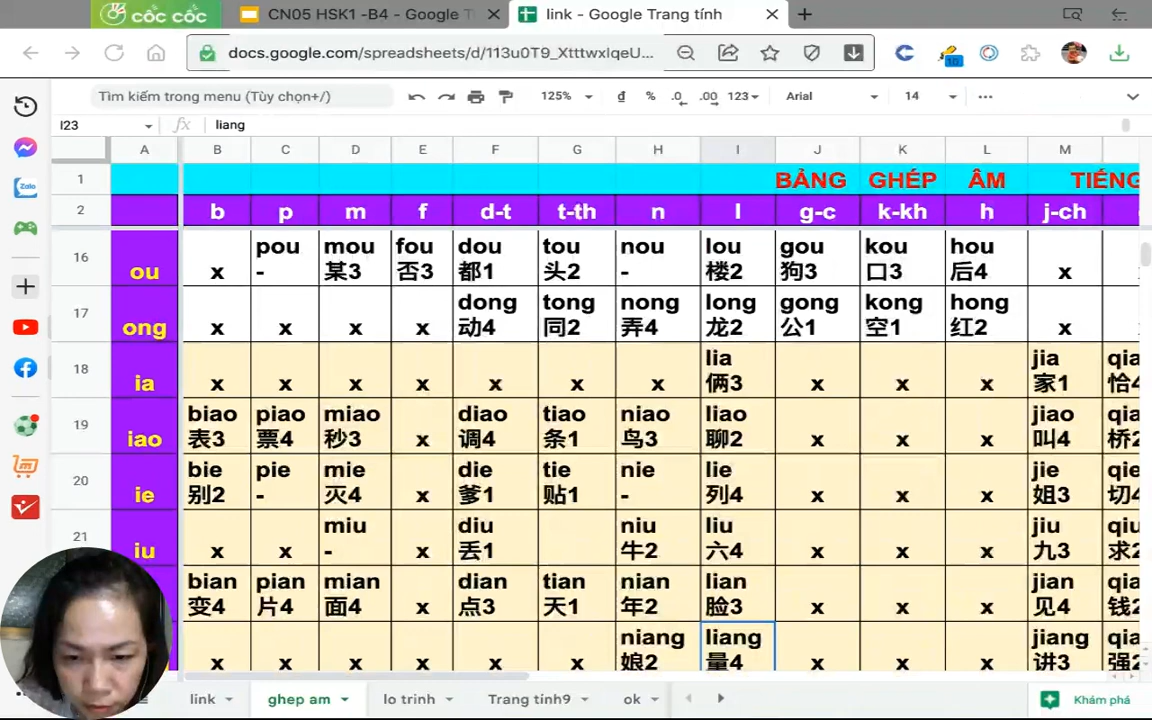 cốc cốc CN05 HSK1 -B4 - Google T link - Google Trang tính
docs.google.com/spreadsheets/d/113u0T9_XtttwxlqeU...
Tìm kiếm trong menu (Tùy chọn+/) 125% đ % .0 .00 123 Arial 14
I23 fx liang
A B C D E F G H I J K L M
1 BẢNG GHÉP ÂM TIẾNG
2 b p m f d-t t-th n l g-c k-kh h j-ch
16 pou mou fou dou tou nou lou gou kou hou
ou x - 某3 否3 都1 头2 - 楼2 狗3 口3 后4 x
17 dong tong nong long gong kong hong
ong x x x x 动4 同2 弄4 龙2 公1 空1 红2 x
18 lia jia qia
ia x x x x x x x 俩3 x x x 家1 恰4
19 biao piao miao diao tiao niao liao jiao qia
iao 表3 票4 秒3 x 调4 条1 鸟3 聊2 x x x 叫4 桥2
20 bie pie mie die tie nie lie jie qie
ie 别2 - 灭4 x 爹1 贴1 - 列4 x x x 姐3 切4
21 miu diu niu liu jiu qiu
iu x x - x 丢1 x 牛2 六4 x x x 九3 求2
bian pian mian dian tian nian lian jian qia
变4 片4 面4 x 点3 天1 年2 脸3 x x x 见4 钱2
niang liang jiang qia
x x x x x x 娘2 量4 x x x 讲3 强2
link ghep am lo trinh Trang tính9 ok Khám phá